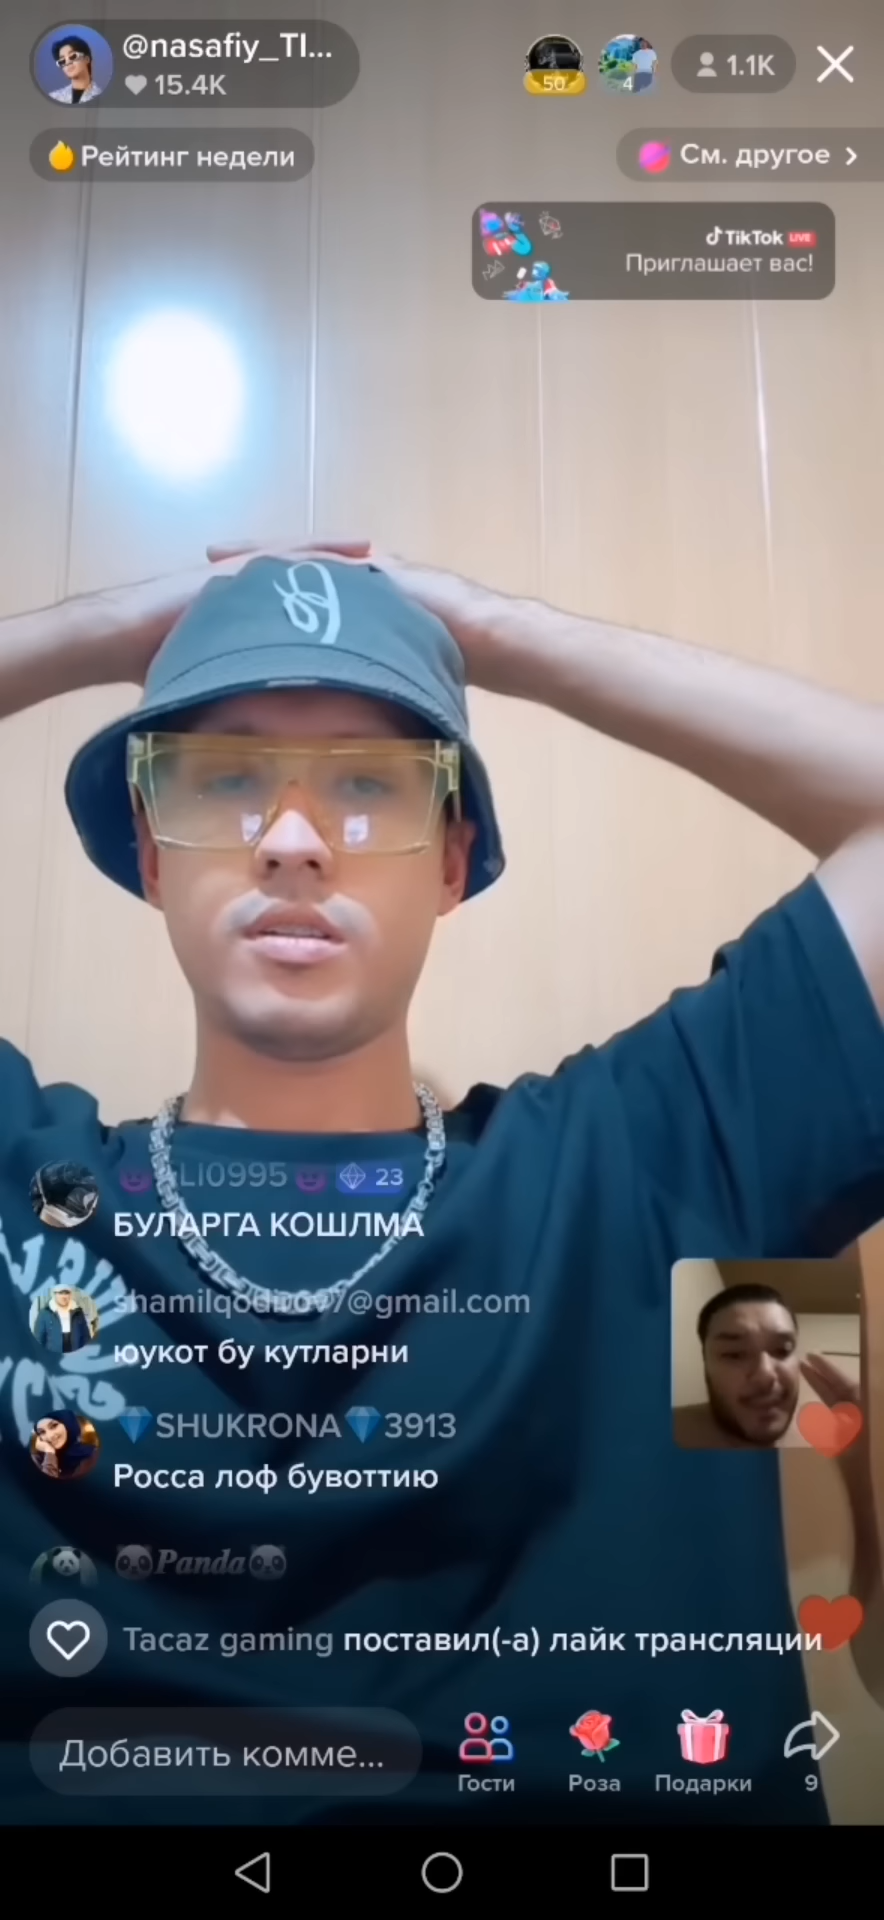 @nasafiy_TI...
15.4K
50
4
1.1K
Рейтинг недели
См. другое
TikTok LIVE
Приглашает вас!
LI0995 23
БУЛАРГА КОШЛМА
shamilqodirov7@gmail.com
юукот бу кутларни
SHUKRONA 3913
Росса лоф бувоттию
Panda
Tacaz gaming поставил(-а) лайк трансляции
Добавить комме...
Гости
Роза
Подарки
9